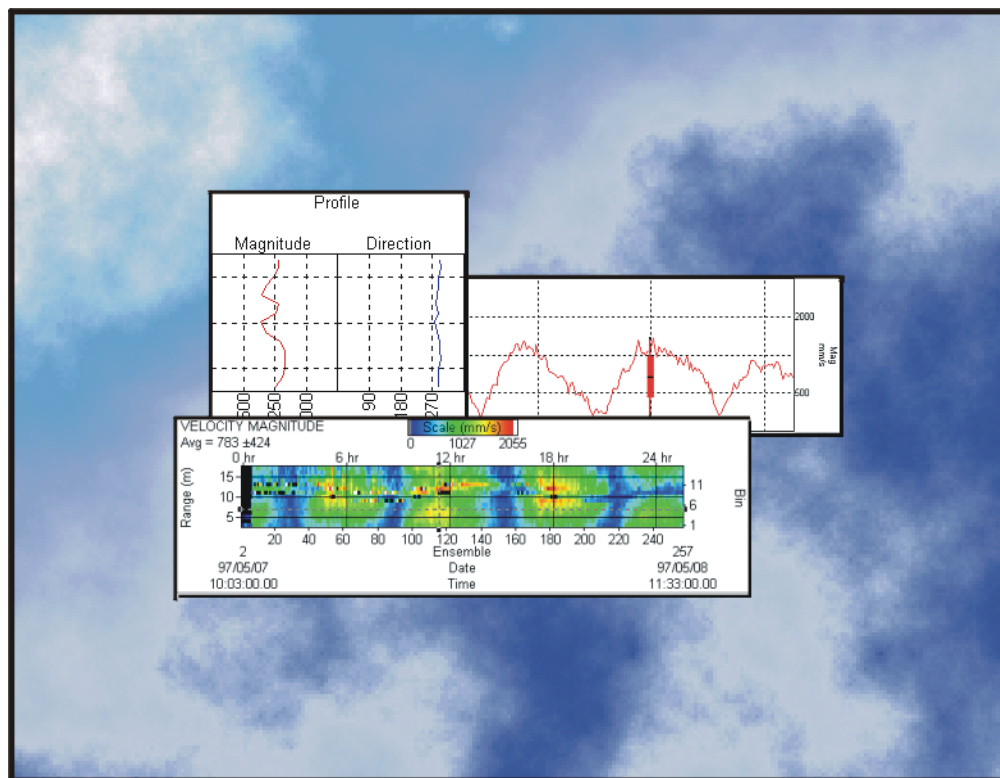 Profile
Magnitude Direction
2000
500
Mag
mm/s
500 250 000 90 180 270
VELOCITY MAGNITUDE Scale (mm/s)
Avg = 783 ±424 0 1027 2055
0 hr 6 hr 12 hr 18 hr 24 hr
15 11
10 6
5 1
Range (m) Bin
20 40 60 80 100 120 140 160 180 200 220 240
2 Ensemble 257
97/05/07 Date 97/05/08
10:03:00.00 Time 11:33:00.00